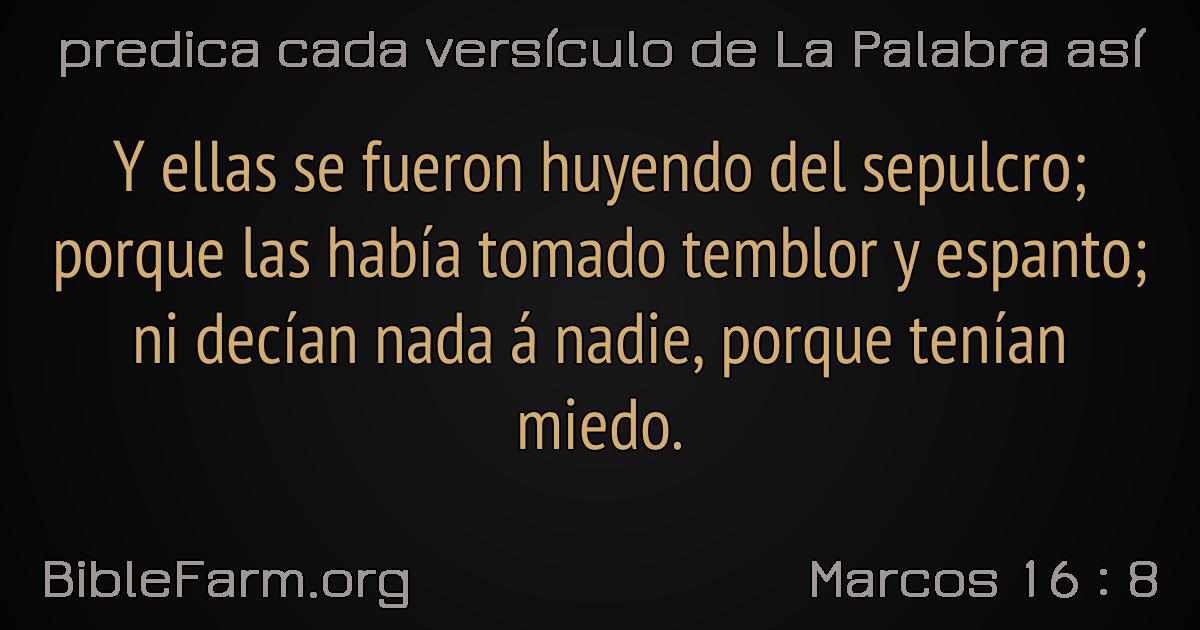 predica cada versículo de La Palabra así
Y ellas se fueron huyendo del sepulcro;
porque las había tomado temblor y espanto;
ni decían nada á nadie, porque tenían
miedo.
BibleFarm.org
Marcos 16 : 8